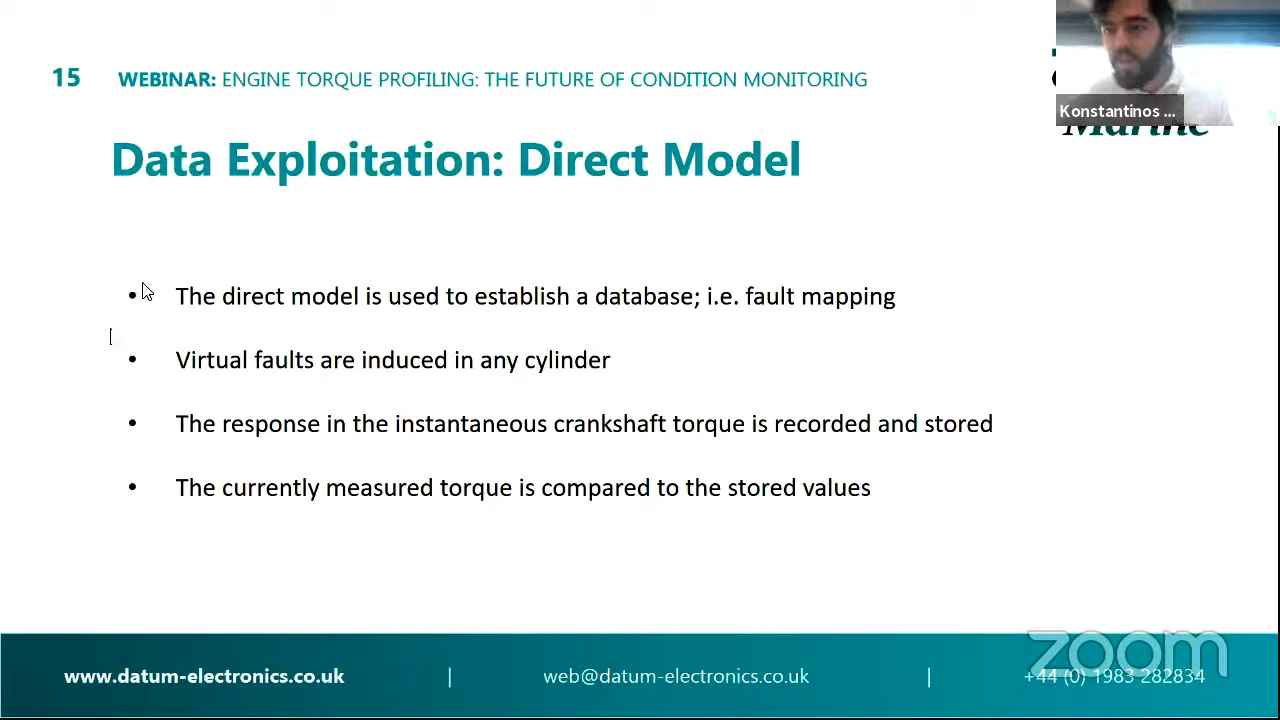 15 WEBINAR: ENGINE TORQUE PROFILING: THE FUTURE OF CONDITION MONITORING
Konstantinos ...
Marine
Data Exploitation: Direct Model
• The direct model is used to establish a database; i.e. fault mapping
• Virtual faults are induced in any cylinder
• The response in the instantaneous crankshaft torque is recorded and stored
• The currently measured torque is compared to the stored values
zoom
www.datum-electronics.co.uk | web@datum-electronics.co.uk | +44 (0) 1983 282834